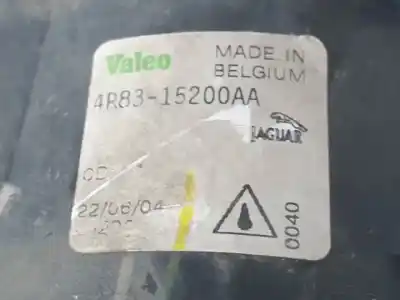 Valeo
MADE IN
BELGIUM
4R83-15200AA
JAGUAR
22/06/04
0040